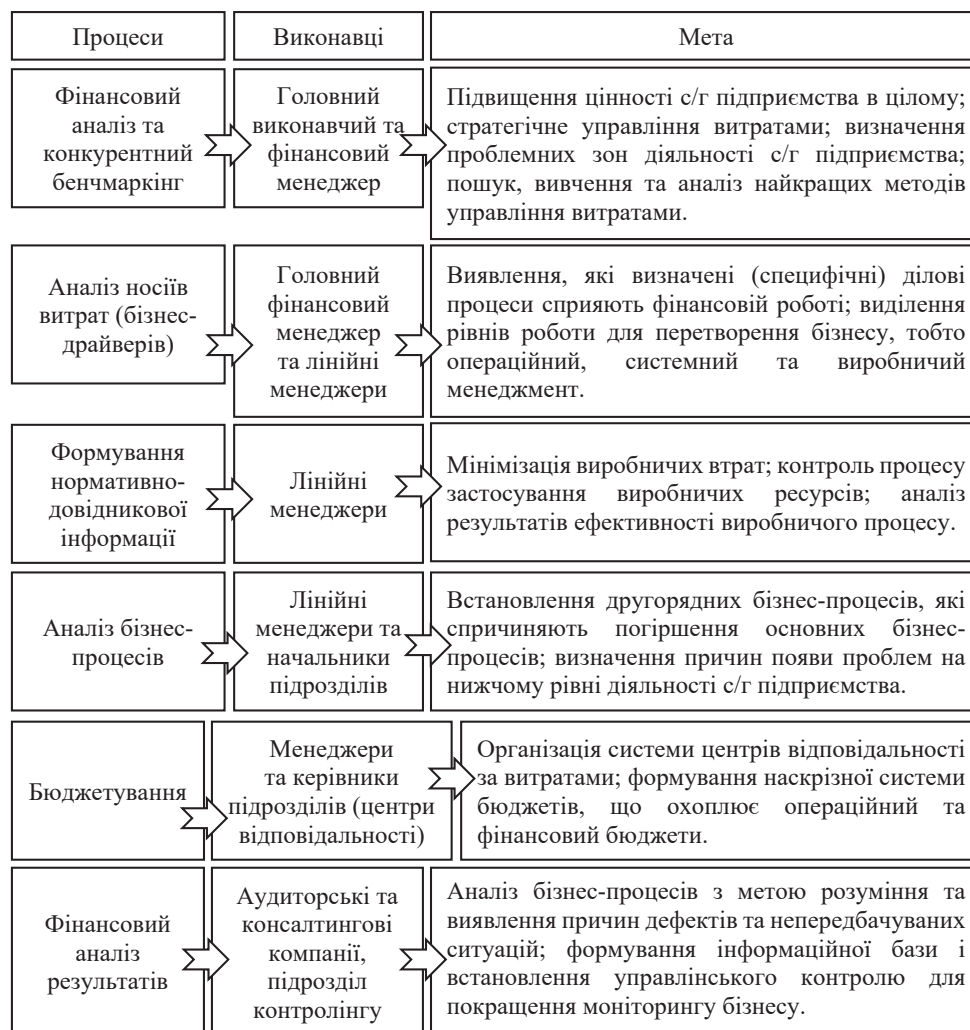 Процеси
Виконавці
Мета
Фінансовий
аналіз та
конкурентний
бенчмаркінг
Головний
виконавчий та
фінансовий
менеджер
Підвищення цінності с/г підприємства в цілому;
стратегічне управління витратами; визначення
проблемних зон діяльності с/г підприємства;
пошук, вивчення та аналіз найкращих методів
управління витратами.
Аналіз носіїв
витрат (бізнес-
драйверів)
Головний
фінансовий
менеджер
та лінійні
менеджери
Виявлення, які визначені (специфічні) ділові
процеси сприяють фінансовій роботі; виділення
рівнів роботи для перетворення бізнесу, тобто
операційний, системний та виробничий
менеджмент.
Формування
нормативно-
довідникової
інформації
Лінійні
менеджери
Мінімізація виробничих втрат; контроль процесу
застосування виробничих ресурсів; аналіз
результатів ефективності виробничого процесу.
Аналіз бізнес-
процесів
Лінійні
менеджери та
начальники
підрозділів
Встановлення другорядних бізнес-процесів, які
спричиняють погіршення основних бізнес-
процесів; визначення причин появи проблем на
нижчому рівні діяльності с/г підприємства.
Бюджетування
Менеджери
та керівники
підрозділів (центри
відповідальності)
Організація системи центрів відповідальності
за витратами; формування наскрізної системи
бюджетів, що охоплює операційний та
фінансовий бюджети.
Фінансовий
аналіз
результатів
Аудиторські та
консалтингові
компанії,
підрозділ
контролінгу
Аналіз бізнес-процесів з метою розуміння та
виявлення причин дефектів та непередбачуваних
ситуацій; формування інформаційної бази і
встановлення управлінського контролю для
покращення моніторингу бізнесу.